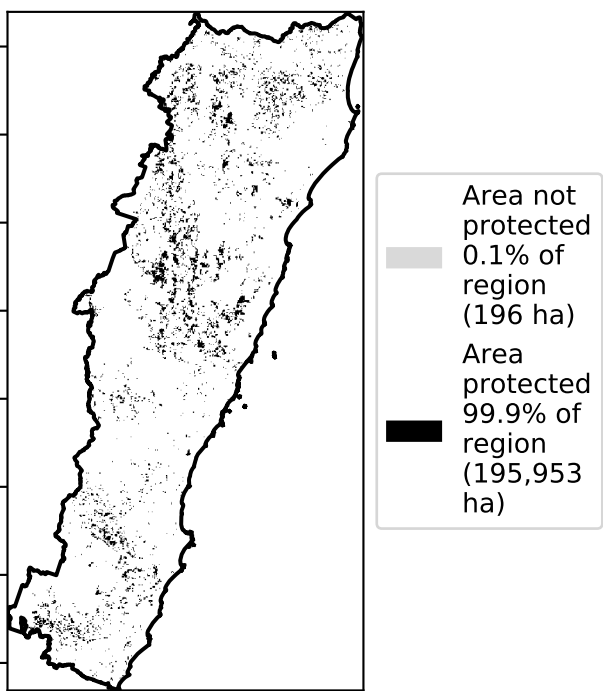 Area not
protected
0.1% of
region
(196 ha)
Area
protected
99.9% of
region
(195,953
ha)